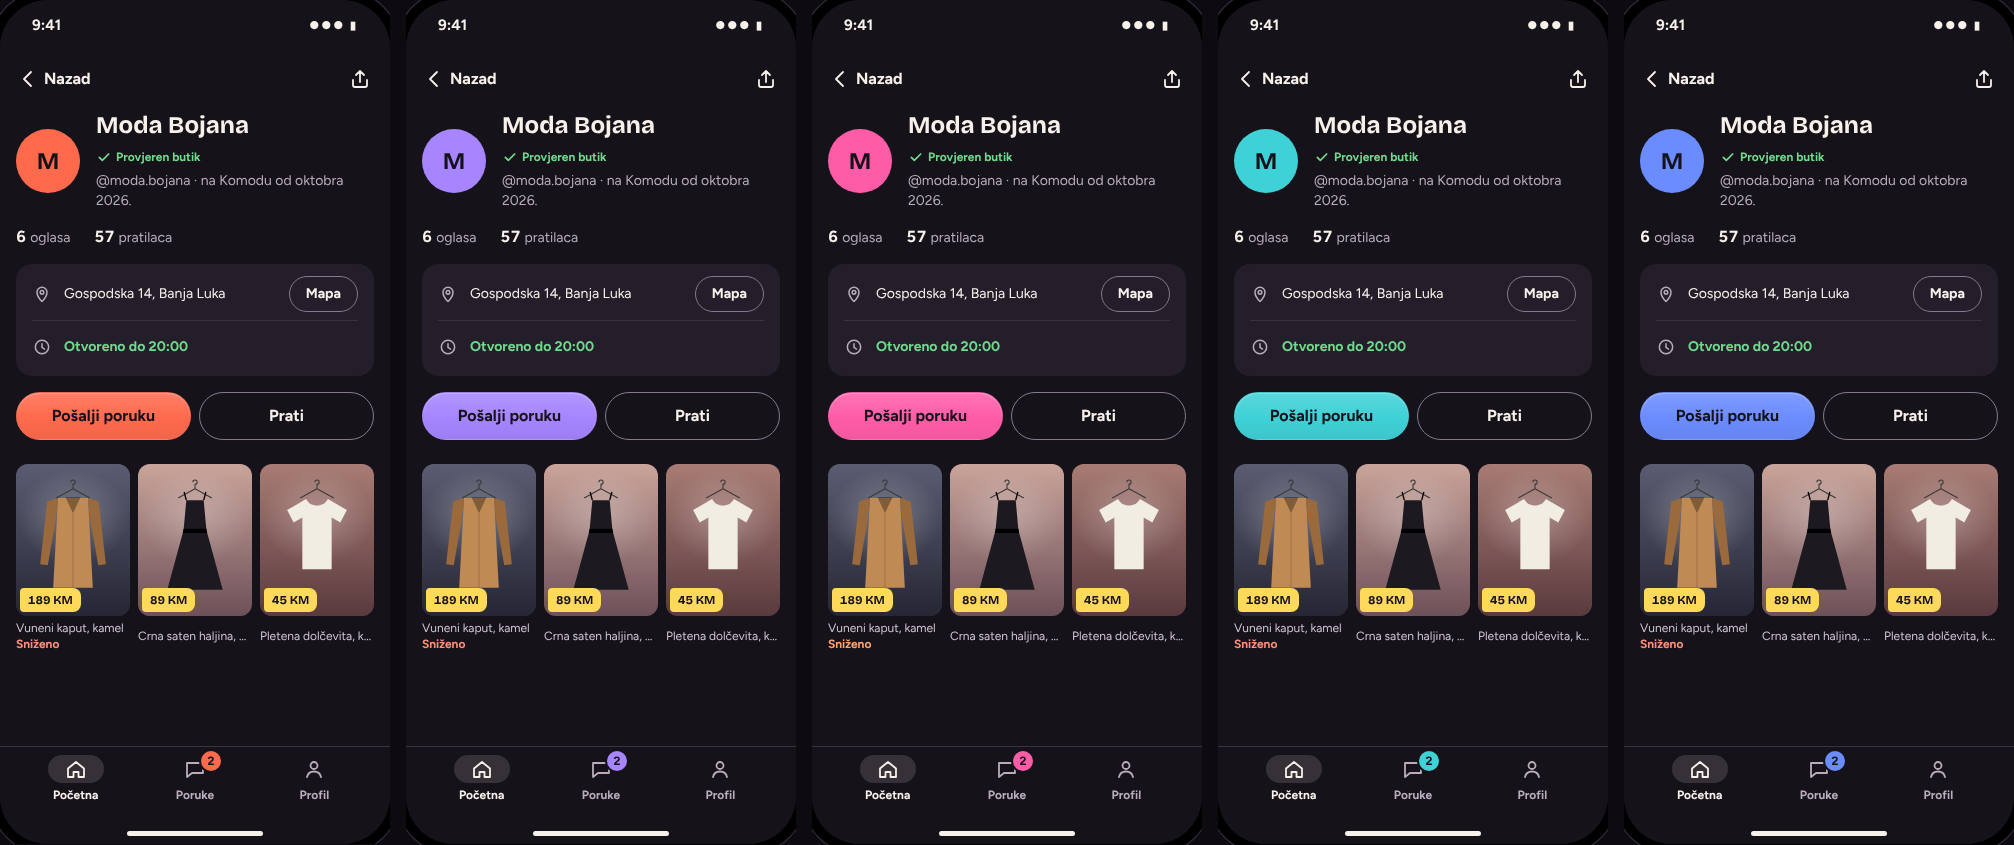 9:41
Nazad
Moda Bojana
M
Provjeren butik
@moda.bojana · na Komodu od oktobra
2026.
6 oglasa 57 pratilaca
Gospodska 14, Banja Luka Mapa
Otvoreno do 20:00
Pošalji poruku Prati
189 KM 89 KM 45 KM
Vuneni kaput, kamel Crna saten haljina, ... Pletena dolčevita, k...
Sniženo
2
Početna Poruke Profil
9:41
Nazad
Moda Bojana
M
Provjeren butik
@moda.bojana · na Komodu od oktobra
2026.
6 oglasa 57 pratilaca
Gospodska 14, Banja Luka Mapa
Otvoreno do 20:00
Pošalji poruku Prati
189 KM 89 KM 45 KM
Vuneni kaput, kamel Crna saten haljina, ... Pletena dolčevita, k...
Sniženo
2
Početna Poruke Profil
9:41
Nazad
Moda Bojana
M
Provjeren butik
@moda.bojana · na Komodu od oktobra
2026.
6 oglasa 57 pratilaca
Gospodska 14, Banja Luka Mapa
Otvoreno do 20:00
Pošalji poruku Prati
189 KM 89 KM 45 KM
Vuneni kaput, kamel Crna saten haljina, ... Pletena dolčevita, k...
Sniženo
2
Početna Poruke Profil
9:41
Nazad
Moda Bojana
M
Provjeren butik
@moda.bojana · na Komodu od oktobra
2026.
6 oglasa 57 pratilaca
Gospodska 14, Banja Luka Mapa
Otvoreno do 20:00
Pošalji poruku Prati
189 KM 89 KM 45 KM
Vuneni kaput, kamel Crna saten haljina, ... Pletena dolčevita, k...
Sniženo
2
Početna Poruke Profil
9:41
Nazad
Moda Bojana
M
Provjeren butik
@moda.bojana · na Komodu od oktobra
2026.
6 oglasa 57 pratilaca
Gospodska 14, Banja Luka Mapa
Otvoreno do 20:00
Pošalji poruku Prati
189 KM 89 KM 45 KM
Vuneni kaput, kamel Crna saten haljina, ... Pletena dolčevita, k...
Sniženo
2
Početna Poruke Profil